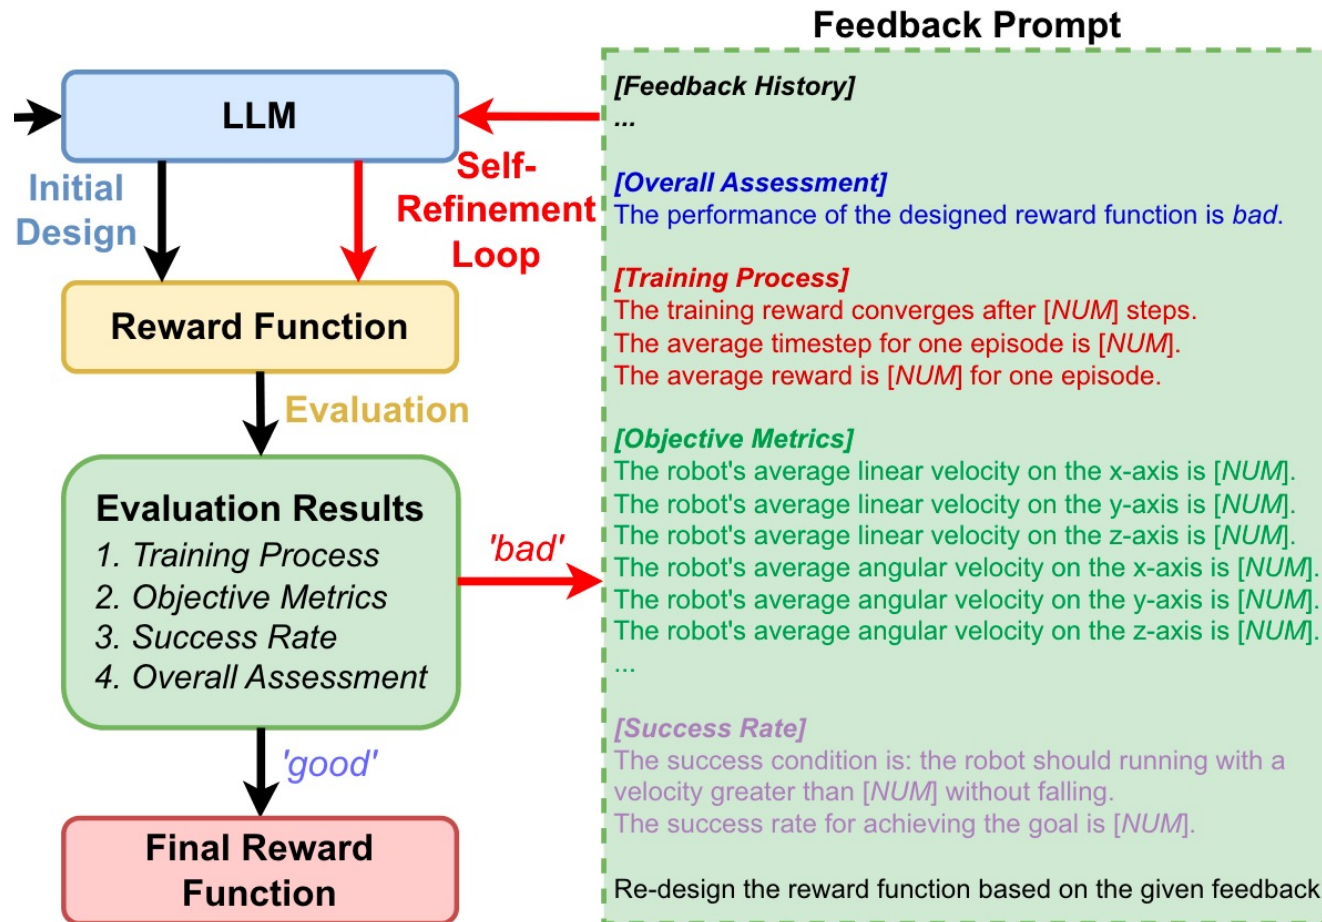 LLM
Initial
Design
Self-
Refinement
Loop
Reward Function
Evaluation
Evaluation Results
1. Training Process
2. Objective Metrics
3. Success Rate
4. Overall Assessment
'bad'
'good'
Final Reward
Function
Feedback Prompt
[Feedback History]
...
[Overall Assessment]
The performance of the designed reward function is bad.
[Training Process]
The training reward converges after [NUM] steps.
The average timestep for one episode is [NUM].
The average reward is [NUM] for one episode.
[Objective Metrics]
The robot's average linear velocity on the x-axis is [NUM].
The robot's average linear velocity on the y-axis is [NUM].
The robot's average linear velocity on the z-axis is [NUM].
The robot's average angular velocity on the x-axis is [NUM].
The robot's average angular velocity on the y-axis is [NUM].
The robot's average angular velocity on the z-axis is [NUM].
...
[Success Rate]
The success condition is: the robot should running with a
velocity greater than [NUM] without falling.
The success rate for achieving the goal is [NUM].
Re-design the reward function based on the given feedback